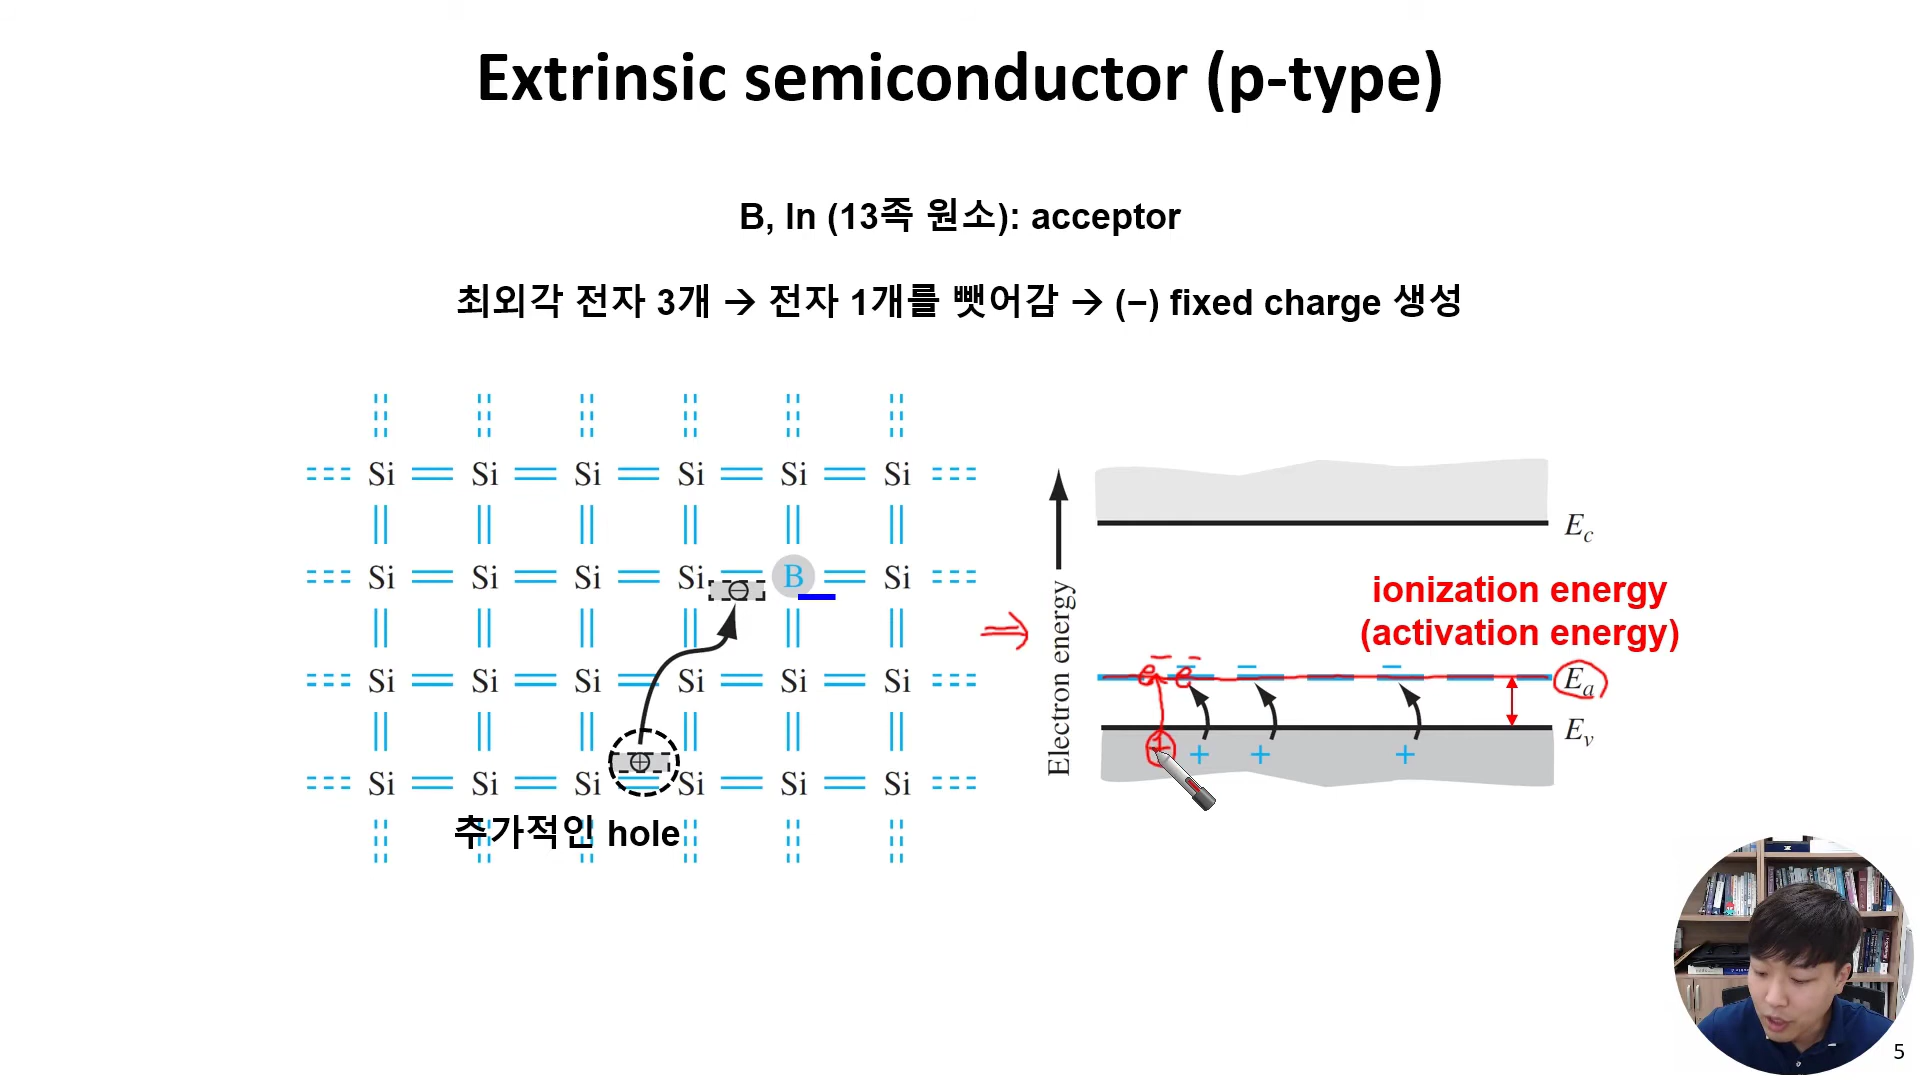 Extrinsic semiconductor (p-type)
B, In (13족 원소): acceptor
최외각 전자 3개 → 전자 1개를 뺏어감 → (−) fixed charge 생성
Si Si Si Si Si Si
Si Si Si Si B Si
⊖
Si Si Si Si Si Si
⊕
Si Si Si Si Si Si
추가적인 hole
⇒
Electron energy
E_c
ionization energy
(activation energy)
e⁻ e⁻ − − −
E_a
E_v
+ + + +
5